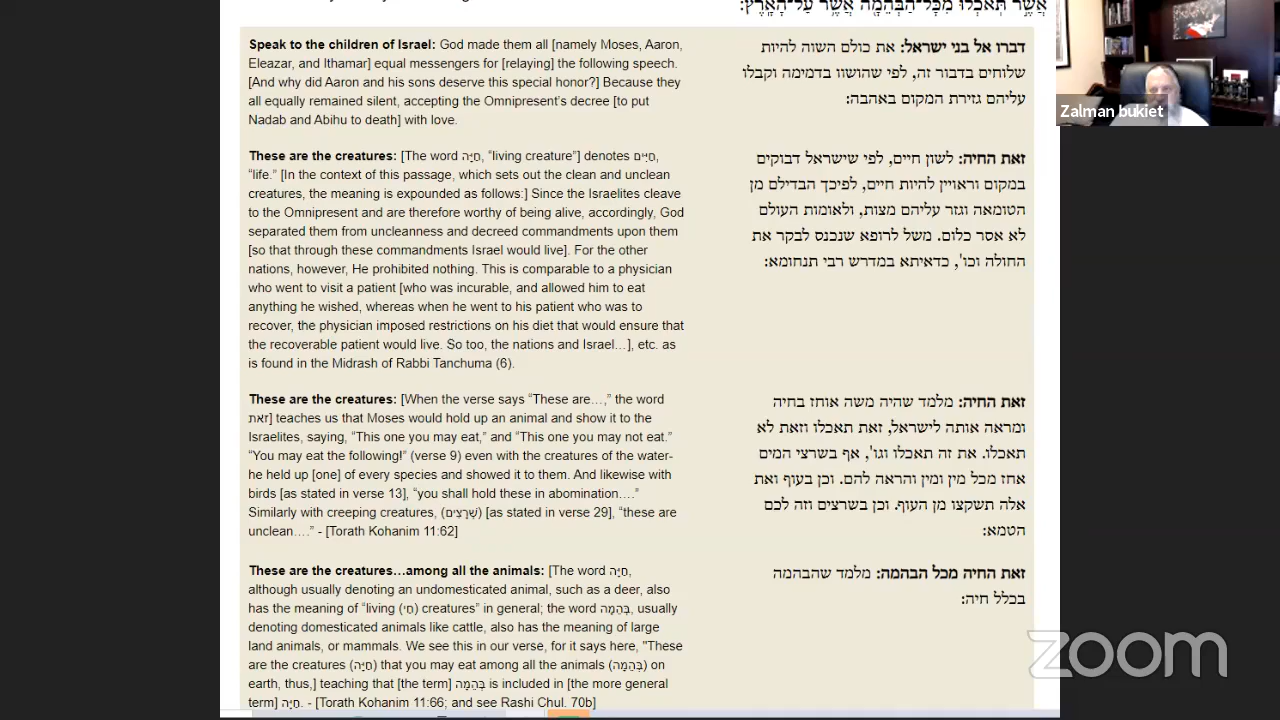 אֲשֶׁ֣ר תֹּֽאכְל֔וּ מִכָּל־הַבְּהֵמָ֖ה אֲשֶׁ֥ר עַל־הָאָֽרֶץ:
Speak to the children of Israel: God made them all [namely Moses, Aaron,
Eleazar, and Ithamar] equal messengers for [relaying] the following speech.
[And why did Aaron and his sons deserve this special honor?] Because they
all equally remained silent, accepting the Omnipresent's decree [to put
Nadab and Abihu to death] with love.
דברו אל בני ישראל: את כולם השוה להיות
שלוחים בדבור זה, לפי שהושוו בדמימה וקבלו
עליהם גזירת המקום באהבה:
These are the creatures: [The word חַיָּה, “living creature”] denotes חַיִּים,
“life.” [In the context of this passage, which sets out the clean and unclean
creatures, the meaning is expounded as follows:] Since the Israelites cleave
to the Omnipresent and are therefore worthy of being alive, accordingly, God
separated them from uncleanness and decreed commandments upon them
[so that through these commandments Israel would live]. For the other
nations, however, He prohibited nothing. This is comparable to a physician
who went to visit a patient [who was incurable, and allowed him to eat
anything he wished, whereas when he went to his patient who was to
recover, the physician imposed restrictions on his diet that would ensure that
the recoverable patient would live. So too, the nations and Israel…], etc. as
is found in the Midrash of Rabbi Tanchuma (6).
זאת החיה: לשון חיים, לפי שישראל דבוקים
במקום וראויין להיות חיים, לפיכך הבדילם מן
הטומאה וגזר עליהם מצות, ולאומות העולם
לא אסר כלום. משל לרופא שנכנס לבקר את
החולה וכו', כדאיתא במדרש רבי תנחומא:
These are the creatures: [When the verse says “These are…,” the word
זאת] teaches us that Moses would hold up an animal and show it to the
Israelites, saying, “This one you may eat,” and “This one you may not eat.”
“You may eat the following!” (verse 9) even with the creatures of the water-
he held up [one] of every species and showed it to them. And likewise with
birds [as stated in verse 13], “you shall hold these in abomination….”
Similarly with creeping creatures, (שְׁרָצִים) [as stated in verse 29], “these are
unclean….” - [Torath Kohanim 11:62]
זאת החיה: מלמד שהיה משה אוחז בחיה
ומראה אותה לישראל, זאת תאכלו וזאת לא
תאכלו. את זה תאכלו וגו', אף בשרצי המים
אחז מכל מין ומין והראה להם. וכן בעוף ואת
אלה תשקצו מן העוף. וכן בשרצים וזה לכם
הטמא:
These are the creatures…among all the animals: [The word חַיָּה,
although usually denoting an undomesticated animal, such as a deer, also
has the meaning of “living (חַי) creatures” in general; the word בְּהֵמָה, usually
denoting domesticated animals like cattle, also has the meaning of large
land animals, or mammals. We see this in our verse, for it says here, "These
are the creatures (חַיָּה) that you may eat among all the animals (בְּהֵמָה) on
earth, thus,] teaching that [the term] בְּהֵמָה is included in [the more general
term] חַיָּה. - [Torath Kohanim 11:66; and see Rashi Chul. 70b]
זאת החיה מכל הבהמה: מלמד שהבהמה
בכלל חיה:
Zalman bukiet
zoom